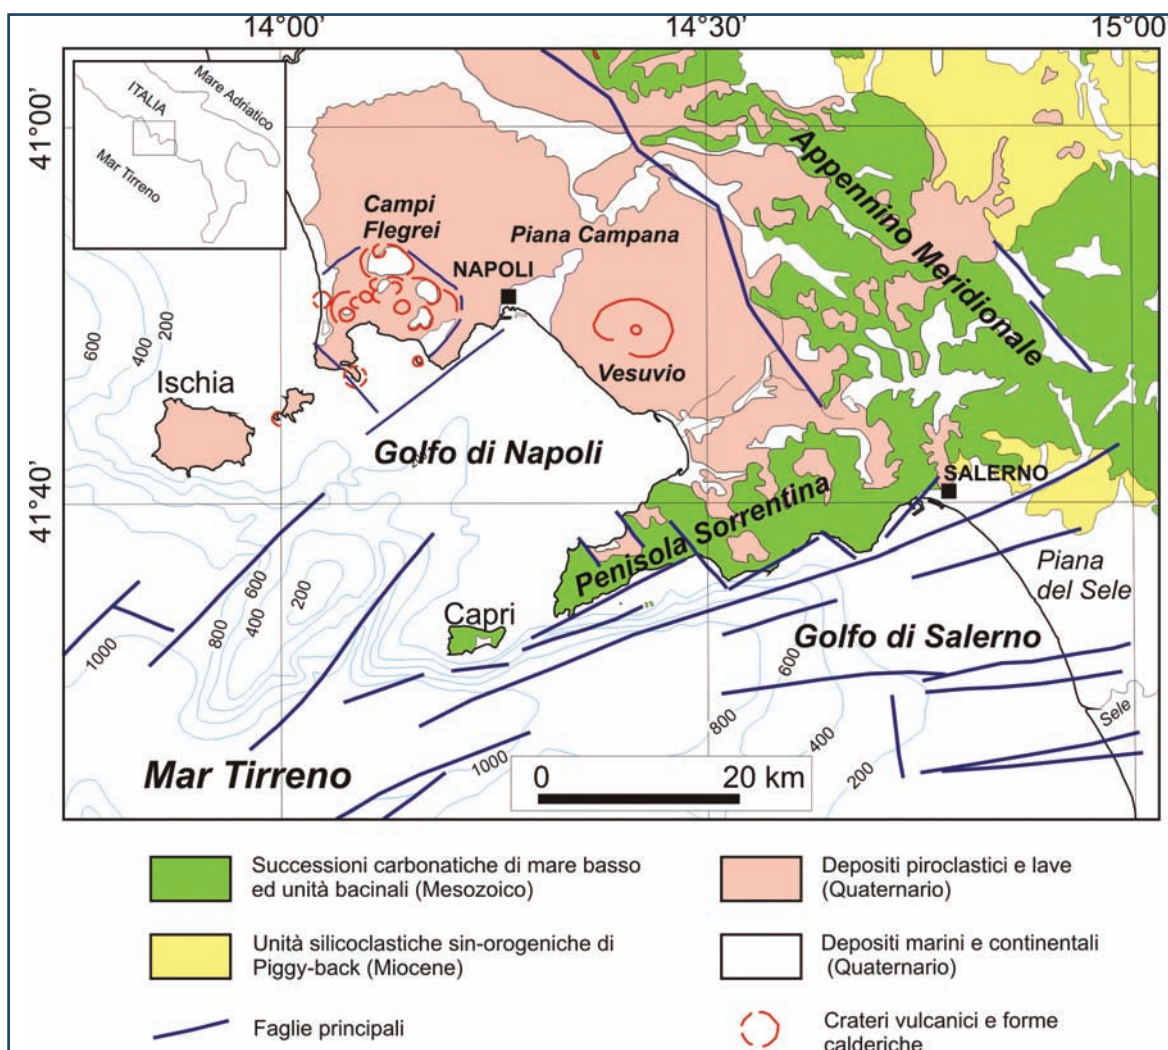 14°00’
14°30’
15°00’
41°00’
41°40’
ITALIA
Mare Adriatico
Mar Tirreno
Campi
Flegrei
NAPOLI
Piana Campana
Appennino Meridionale
Vesuvio
Ischia
600
400
200
Golfo di Napoli
SALERNO
Penisola Sorrentina
Piana
del Sele
Capri
Golfo di Salerno
Sele
1000
800
600
400
200
600
800
400
200
1000
Mar Tirreno
0 20 km
Successioni carbonatiche di mare basso
ed unità bacinali (Mesozoico)
Unità silicoclastiche sin-orogeniche di
Piggy-back (Miocene)
Faglie principali
Depositi piroclastici e lave
(Quaternario)
Depositi marini e continentali
(Quaternario)
Crateri vulcanici e forme
calderiche